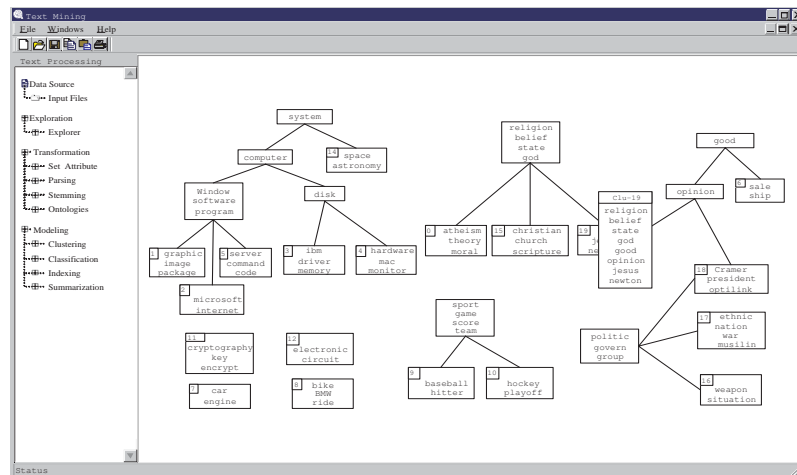 Text Mining
File Windows Help
Text Processing
Data Source
Input Files
Exploration
Explorer
Transformation
Set Attribute
Parsing
Stemming
Ontologies
Modeling
Clustering
Classification
Indexing
Summarization
system
computer
14 space
astronomy
Window
software
program
disk
1 graphic
image
package
5 server
command
code
2
microsoft
internet
3 ibm
driver
memory
4 hardware
mac
monitor
11
cryptography
key
encrypt
12
electronic
circuit
7 car
engine
8 bike
BMW
ride
religion
belief
state
god
0 atheism
theory
moral
15 christian
church
scripture
19
Clu-19
religion
belief
state
god
good
opinion
jesus
newton
good
opinion
6 sale
ship
18 Cramer
president
optilink
sport
game
score
team
9
baseball
hitter
10
hockey
playoff
politic
govern
group
17 ethnic
nation
war
musilin
16
weapon
situation
Status